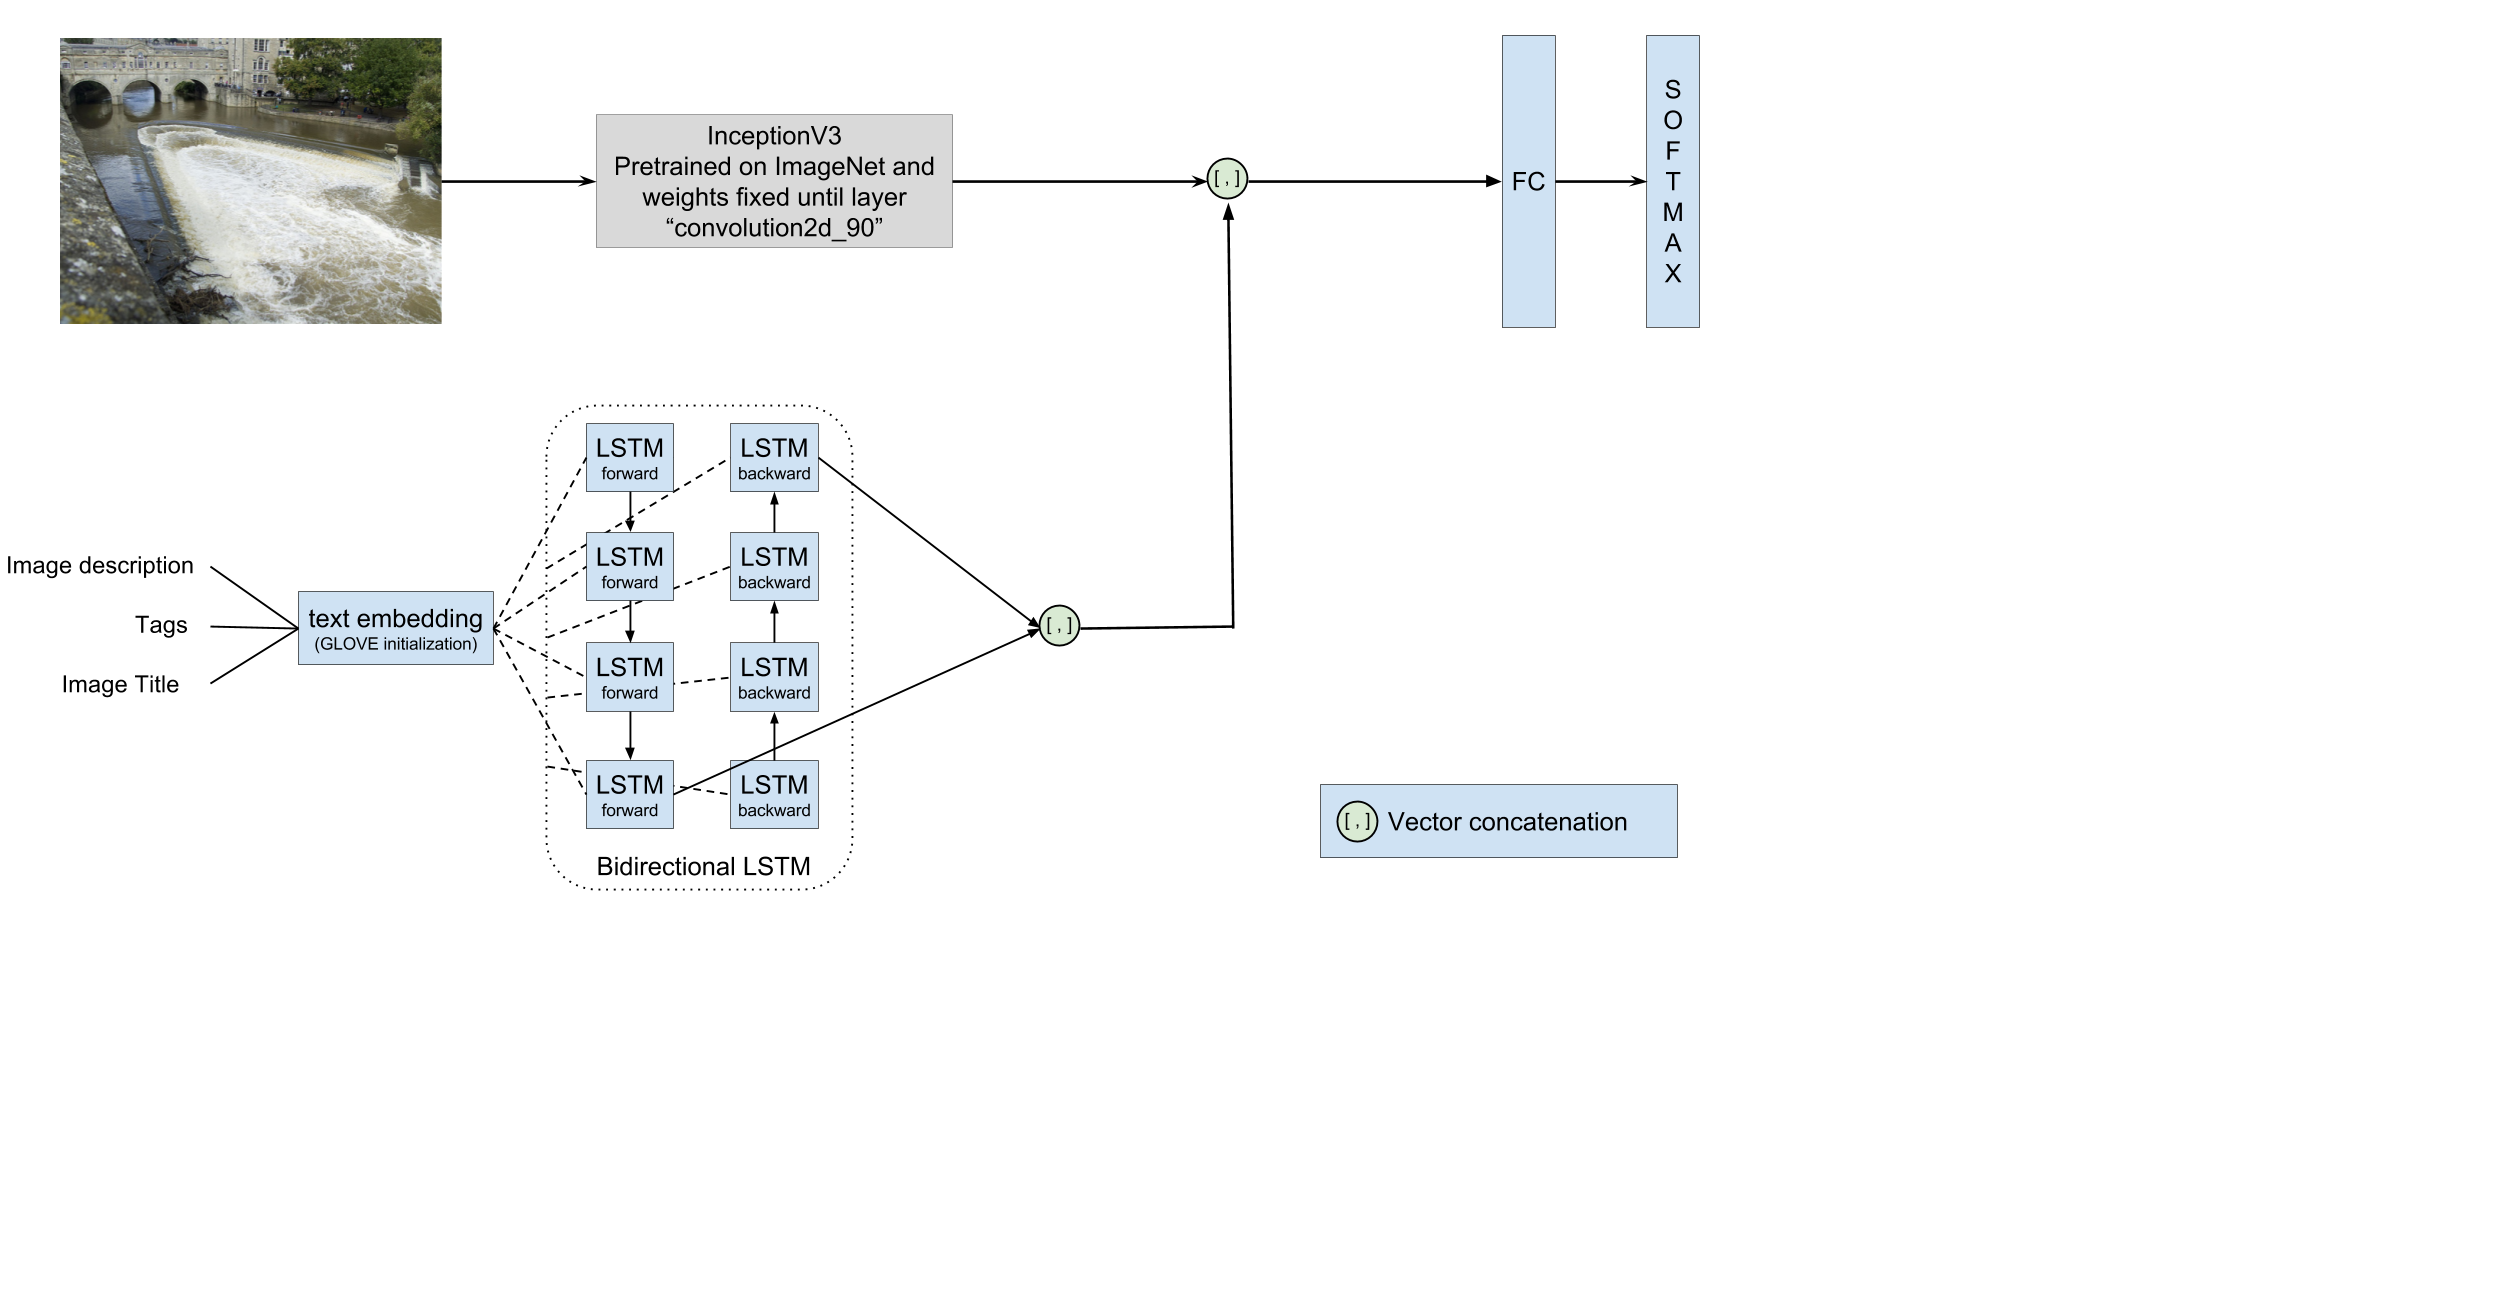 InceptionV3
Pretrained on ImageNet and
weights fixed until layer
“convolution2d_90”
[ , ]
FC
S
O
F
T
M
A
X
Image description
Tags
Image Title
text embedding
(GLOVE initialization)
LSTM
forward
LSTM
backward
LSTM
forward
LSTM
backward
LSTM
forward
LSTM
backward
LSTM
forward
LSTM
backward
Bidirectional LSTM
[ , ]
[ , ] Vector concatenation